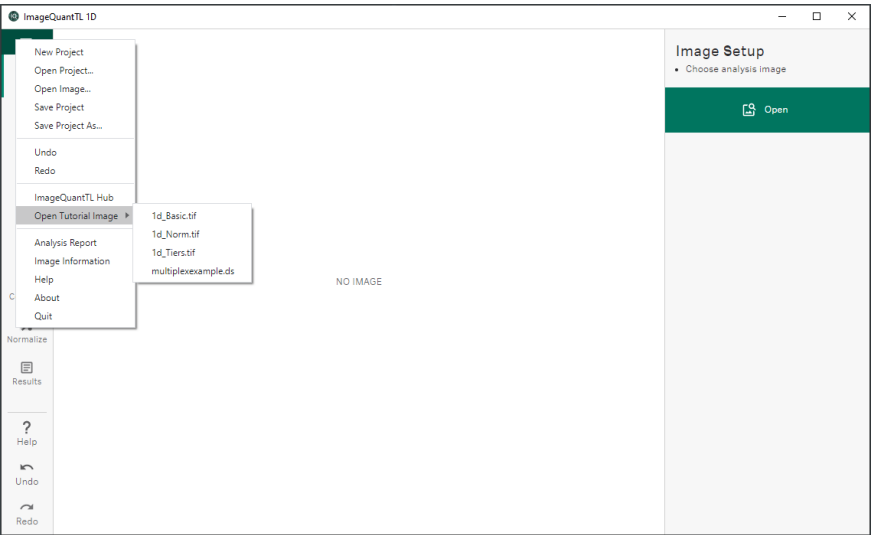 ImageQuantTL 1D
New Project
Open Project...
Open Image...
Save Project
Save Project As...
Undo
Redo
ImageQuantTL Hub
Open Tutorial Image
Analysis Report
Image Information
Help
About
Quit
1d_Basic.tif
1d_Norm.tif
1d_Tiers.tif
multiplexexample.ds
C
Normalize
Results
?
Help
Undo
Redo
NO IMAGE
Image Setup
• Choose analysis image
Open